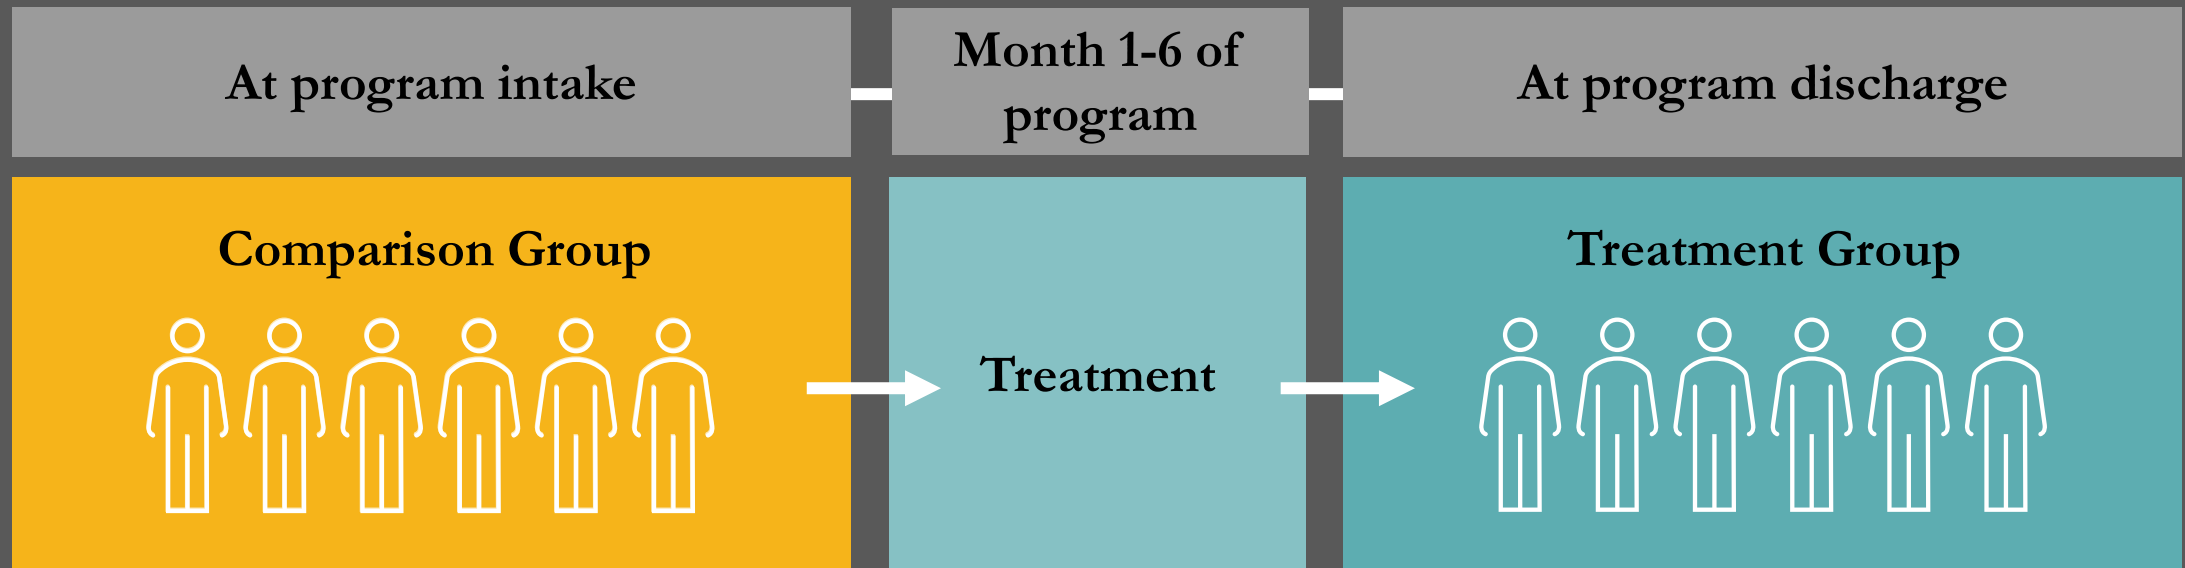 At program intake
Month 1-6 of
program
At program discharge
Comparison Group
Treatment
Treatment Group